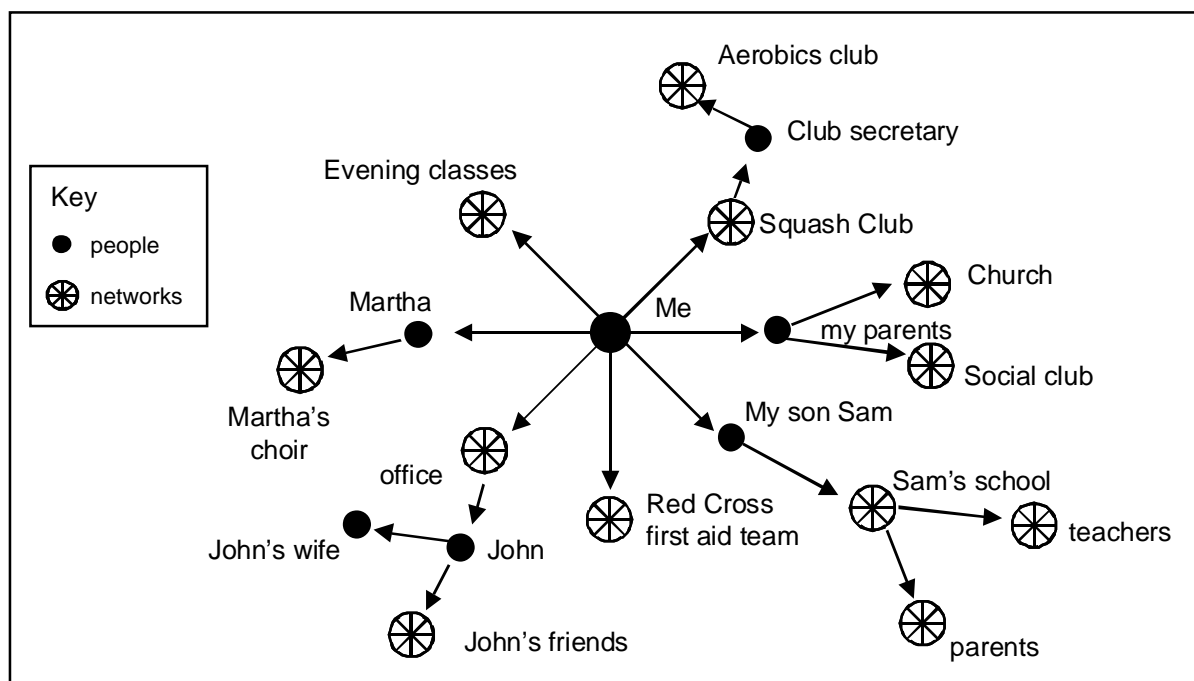 Aerobics club
Club secretary
Evening classes
Squash Club
Key
people
networks
Church
Martha
Me
my parents
Social club
Martha’s
choir
My son Sam
office
Sam’s school
Red Cross
first aid team
teachers
John’s wife
John
John’s friends
parents